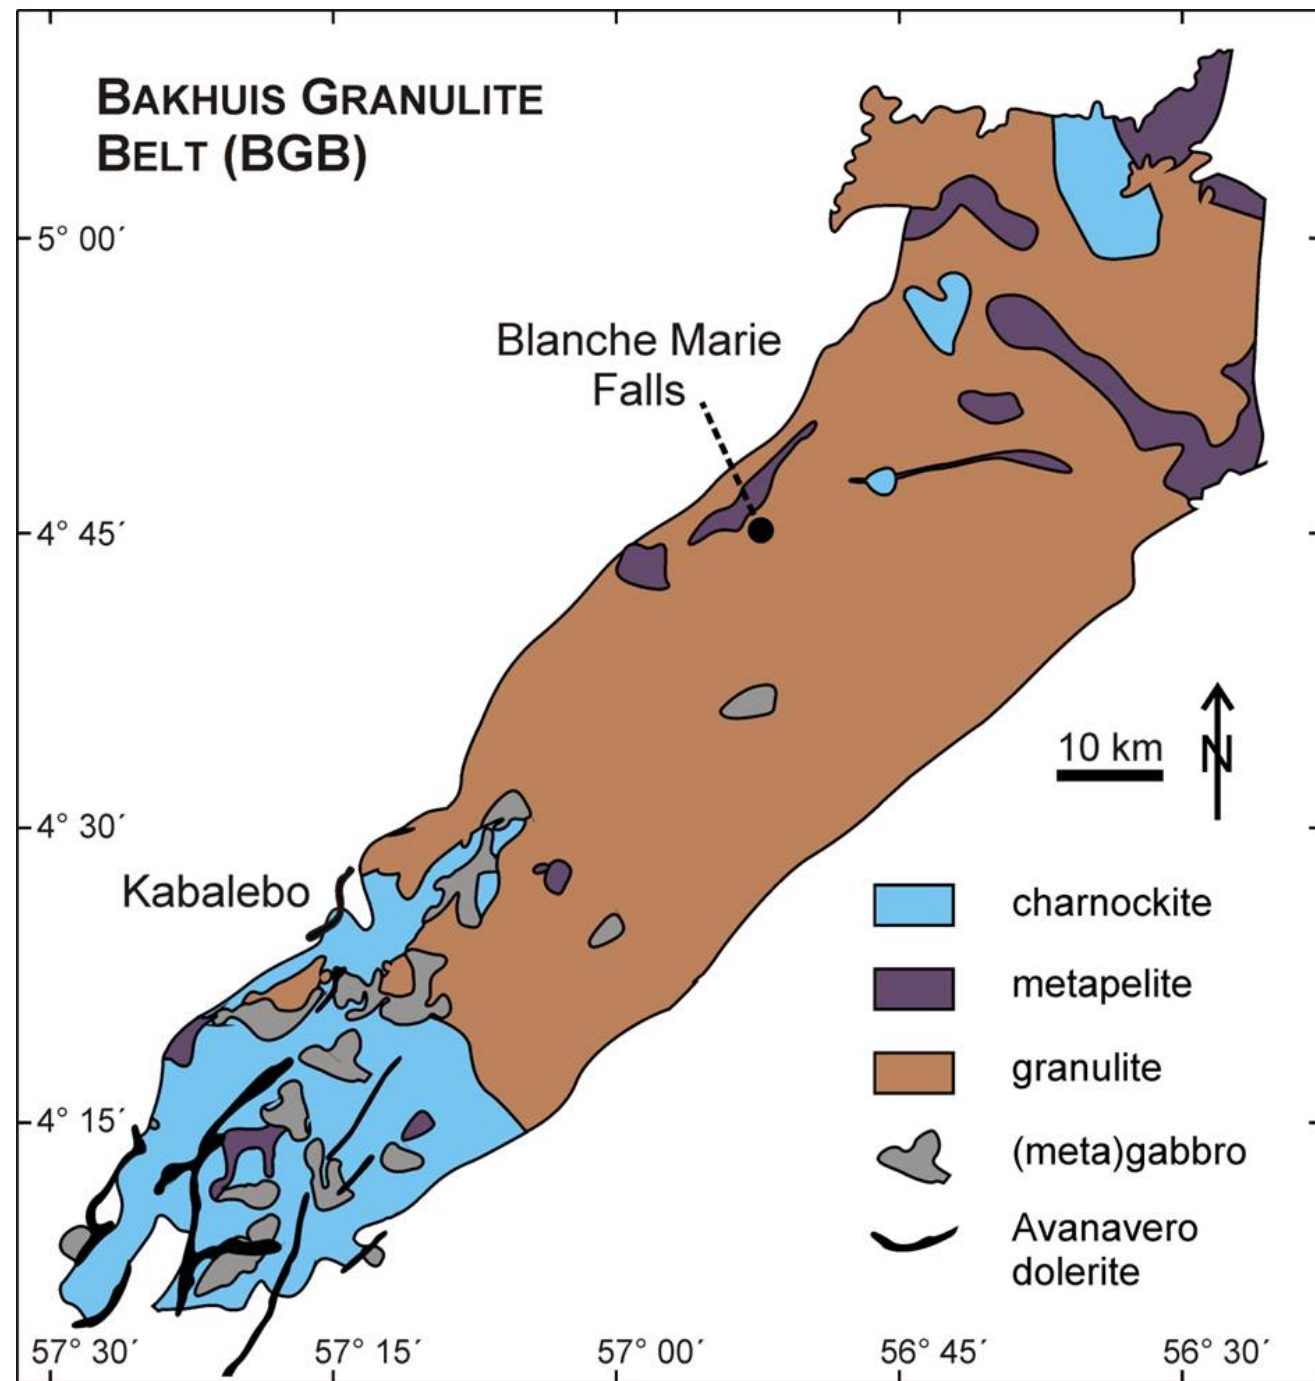 BAKHUIS GRANULITE
BELT (BGB)
5° 00´
Blanche Marie
Falls
4° 45´
10 km
N
4° 30´
Kabalebo
charnockite
metapelite
granulite
4° 15´
(meta)gabbro
Avanavero
dolerite
57° 30´
57° 15´
57° 00´
56° 45´
56° 30´